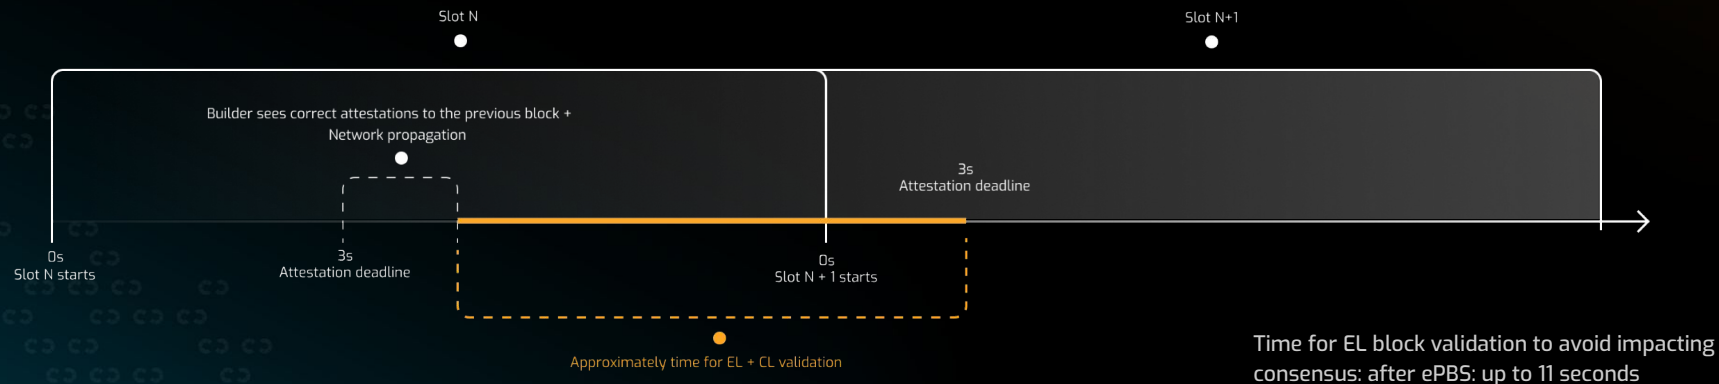 Slot N
Slot N+1
Builder sees correct attestations to the previous block +
Network propagation
3s
Attestation deadline
0s
Slot N starts
3s
Attestation deadline
0s
Slot N + 1 starts
Approximately time for EL + CL validation
Time for EL block validation to avoid impacting
consensus: after ePBS: up to 11 seconds